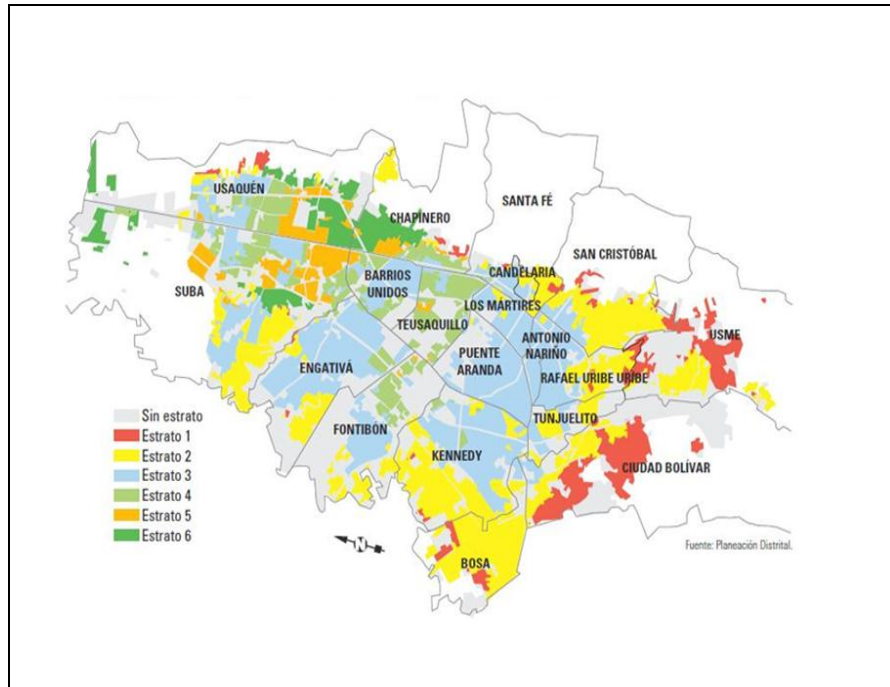 SANTA FÉ
USAQUÉN
CHAPINERO
SAN CRISTÓBAL
CANDELARIA
BARRIOS
UNIDOS
SUBA
LOS MÁRTIRES
TEUSAQUILLO
USME
ANTONIO
NARIÑO
PUENTE
ARANDA
ENGATIVÁ
RAFAEL URIBE URIBE
TUNJUELITO
FONTIBÓN
KENNEDY
CIUDAD BOLÍVAR
BOSA
Sin estrato
Estrato 1
Estrato 2
Estrato 3
Estrato 4
Estrato 5
Estrato 6
N
Fuente: Planeación Distrital.